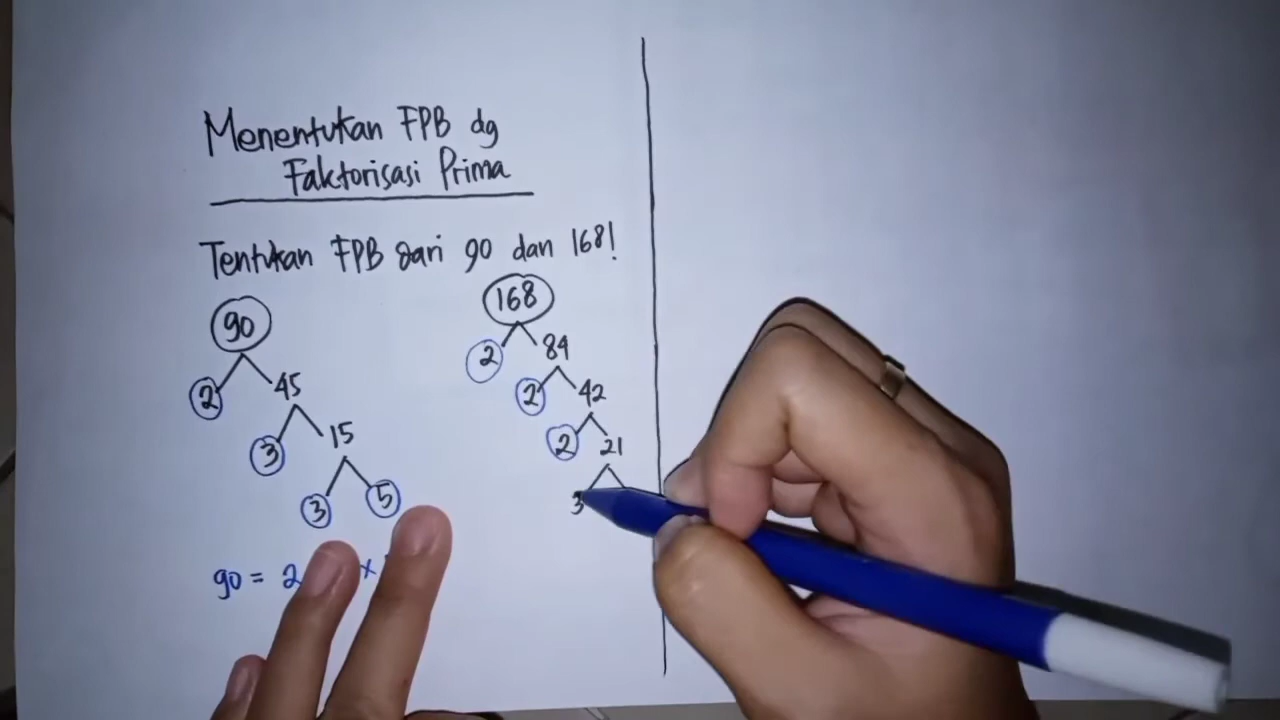 Menentukan FPB dg
Faktorisasi Prima
Tentukan FPB dari 90 dan 168!
90
2 45
3 15
3 5
90 = 2 ×
168
2 84
2 42
2 21
3